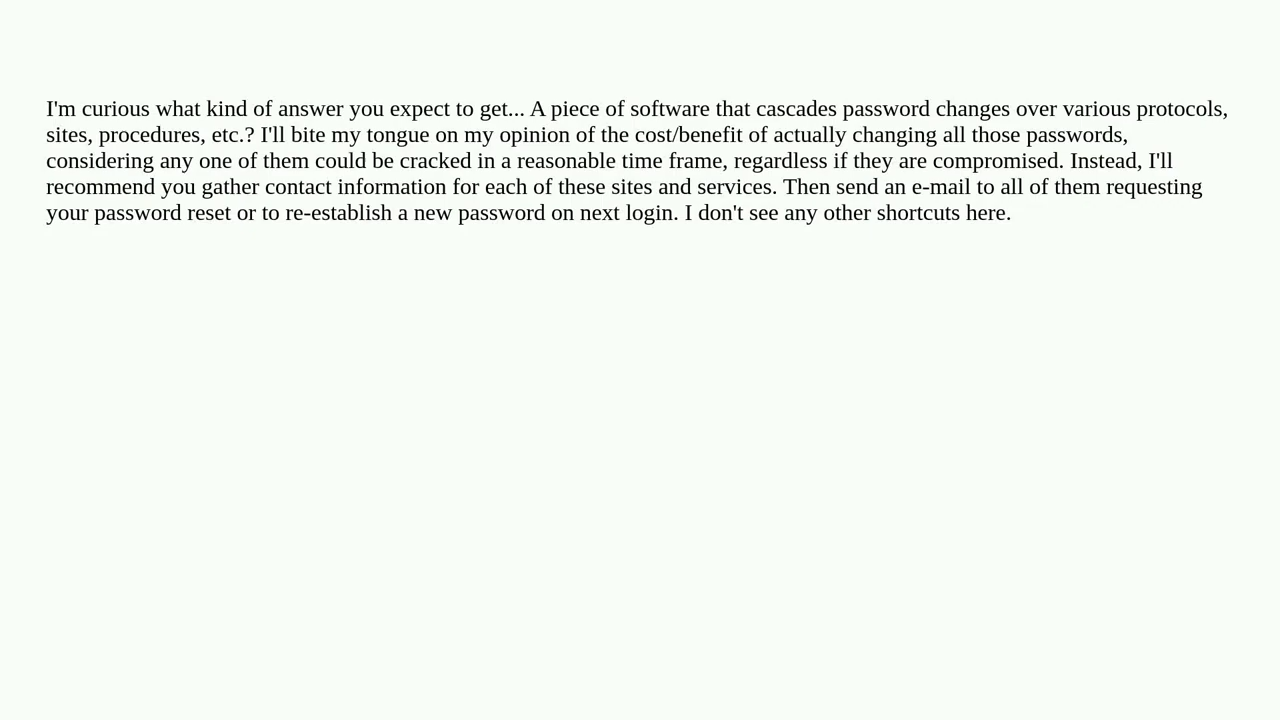 I'm curious what kind of answer you expect to get... A piece of software that cascades password changes over various protocols,
sites, procedures, etc.? I'll bite my tongue on my opinion of the cost/benefit of actually changing all those passwords,
considering any one of them could be cracked in a reasonable time frame, regardless if they are compromised. Instead, I'll
recommend you gather contact information for each of these sites and services. Then send an e-mail to all of them requesting
your password reset or to re-establish a new password on next login. I don't see any other shortcuts here.